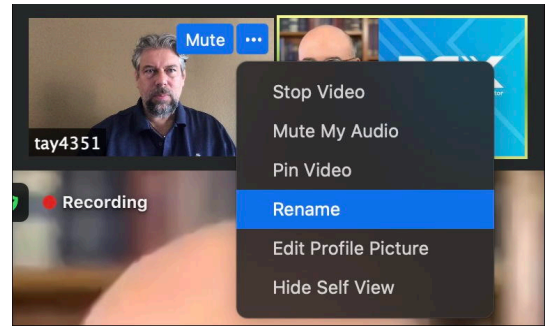 Mute ...
Stop Video
Mute My Audio
tay4351
Pin Video
Rename
Recording
Edit Profile Picture
Hide Self View